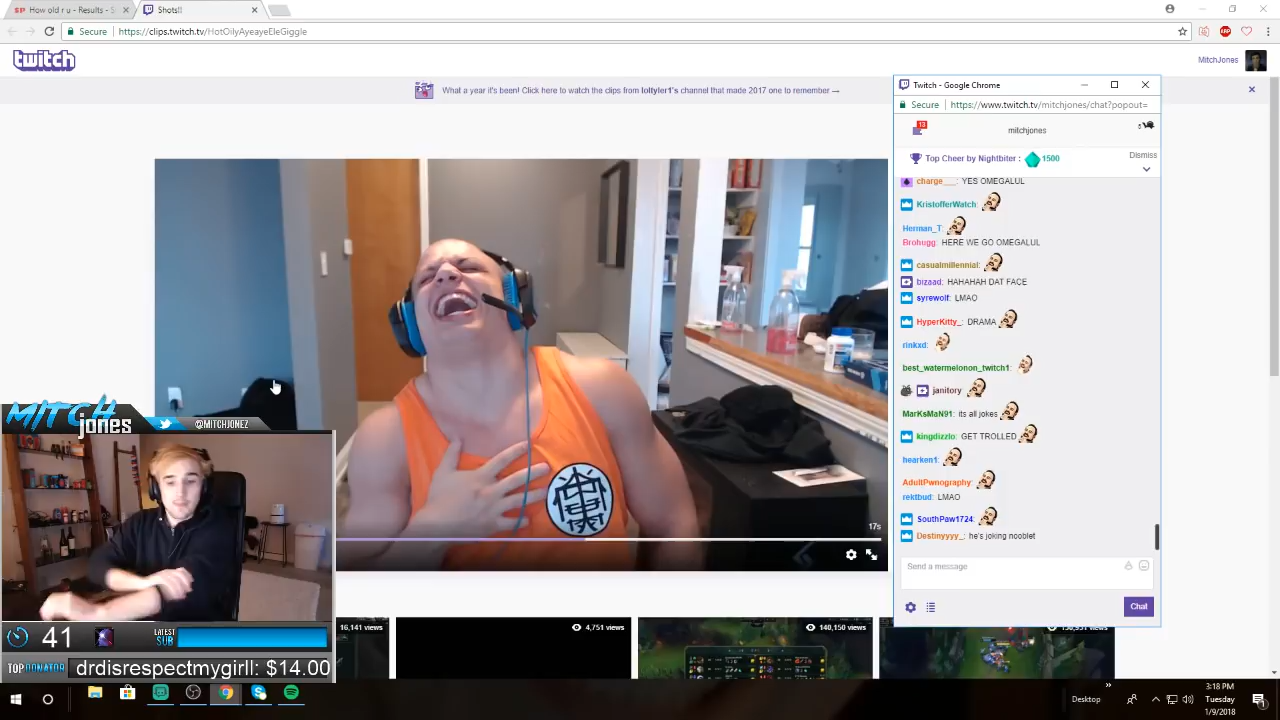 How old r u - Results - S
Shots!!
Secure
https://clips.twitch.tv/HotOilyAyeayeEleGiggle
twitch
MitchJones
What a year it's been! Click here to watch the clips from loltyler1's channel that made 2017 one to remember →
Twitch - Google Chrome
Secure
https://www.twitch.tv/mitchjones/chat?popout=
13
mitchjones
Top Cheer by Nightbiter : 1500
Dismiss
charge___: YES OMEGALUL
KristofferWatch:
Herman_T:
Brohugg: HERE WE GO OMEGALUL
casualmillennial:
bizaad: HAHAHAH DAT FACE
syrewolf: LMAO
HyperKitty_: DRAMA
rinkxd:
best_watermelonon_twitch1:
janitory:
MarKsMaN91: its all jokes
kingdizzlo: GET TROLLED
hearken1:
AdultPwnography:
rektbud: LMAO
SouthPaw1724:
Destinyyyy_: he's joking nooblet
Send a message
Chat
17s
MITCH
jones
@MITCHJONEZ
41
LATEST
SUB
TOP DONATOR
drdisrespectmygirll: $14.00
16,141 views
4,751 views
140,150 views
Desktop
3:18 PM
Tuesday
1/9/2018